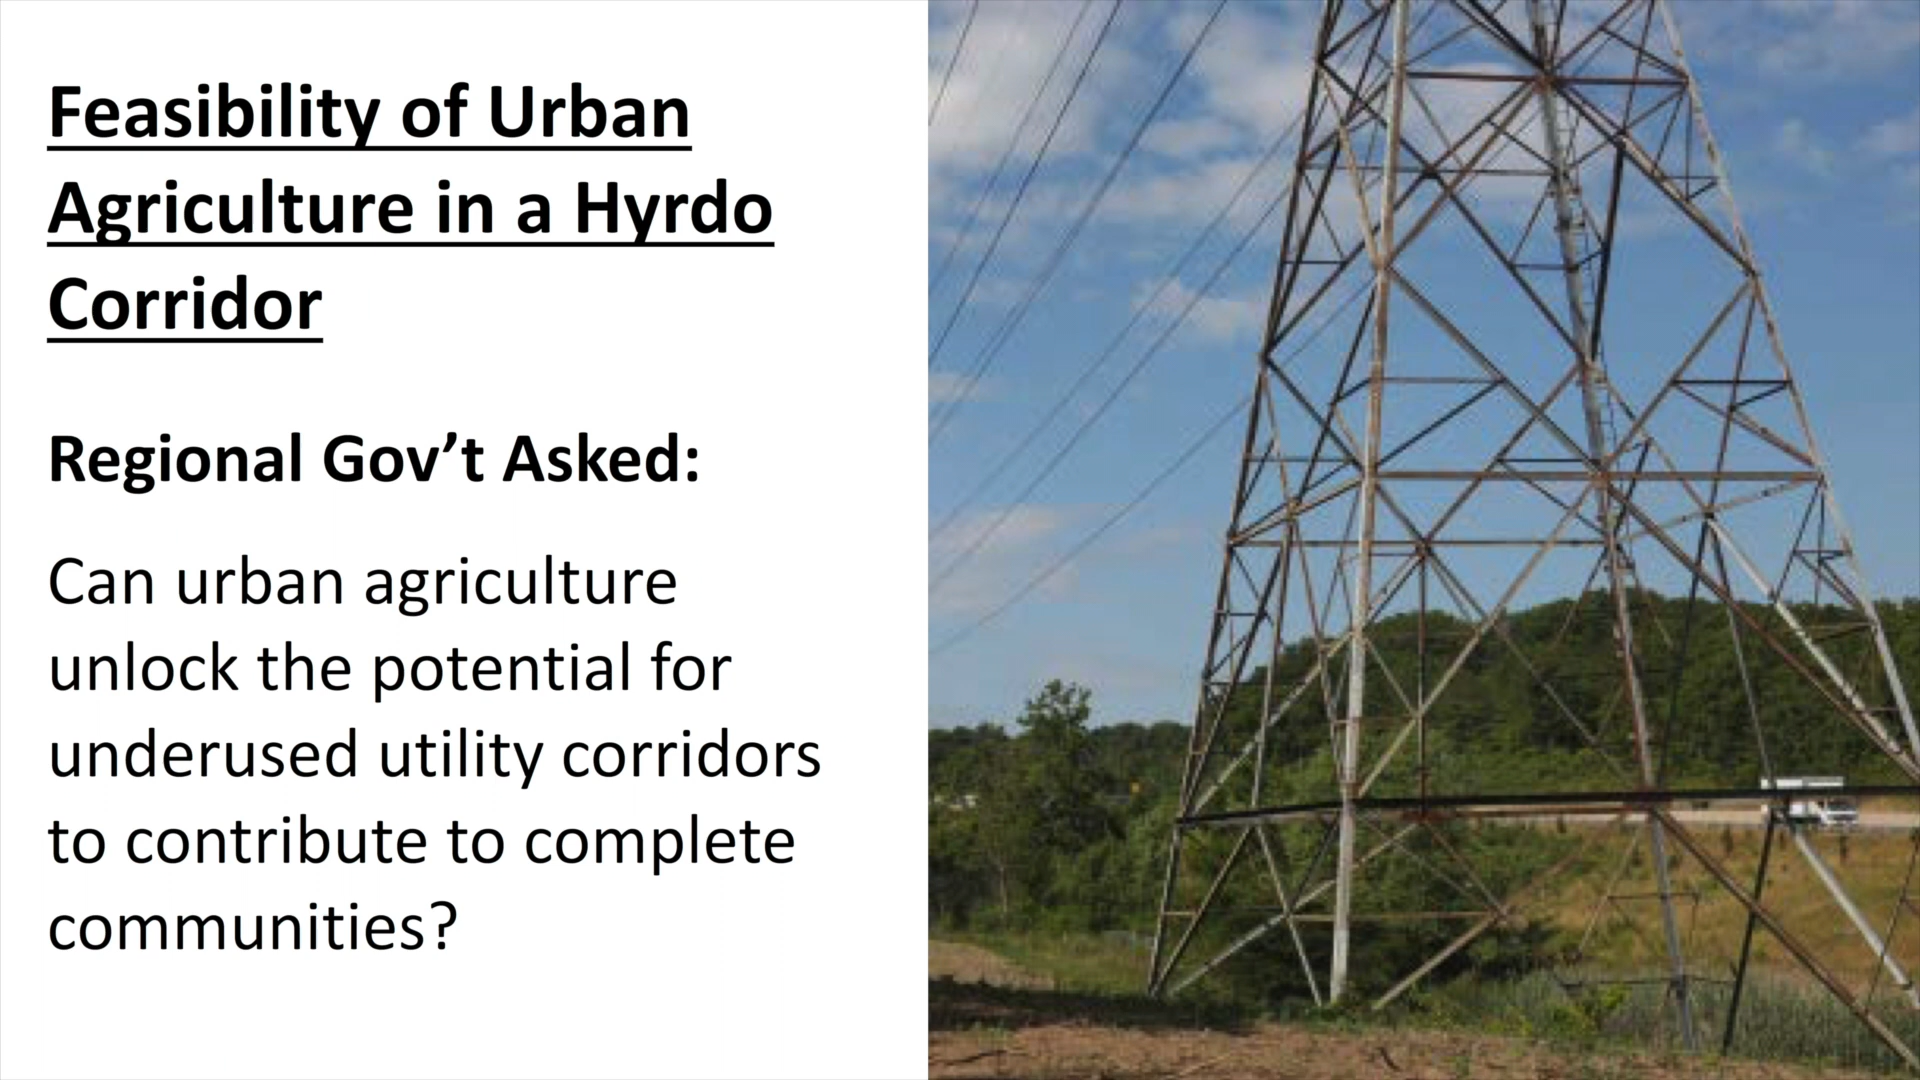 Feasibility of Urban
Agriculture in a Hyrdo
Corridor
Regional Gov’t Asked:
Can urban agriculture
unlock the potential for
underused utility corridors
to contribute to complete
communities?